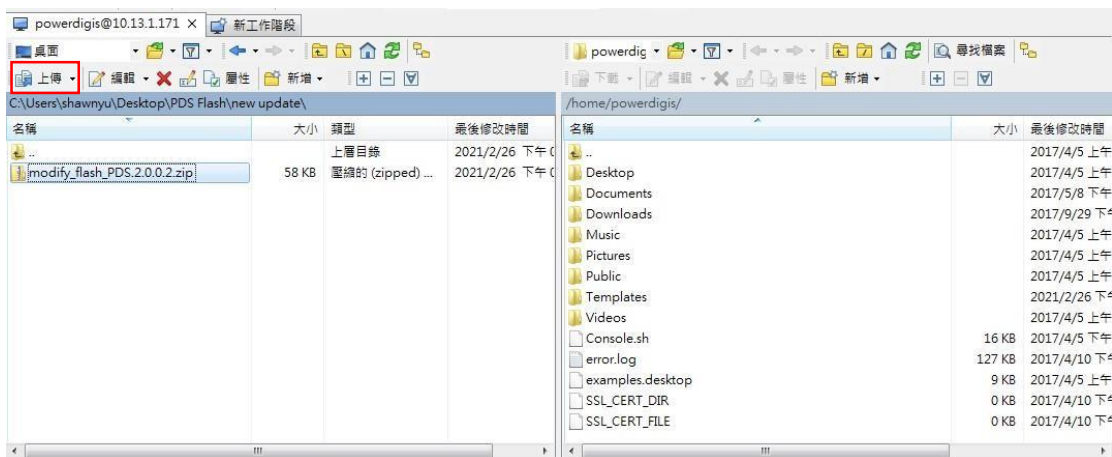 powerdigis@10.13.1.171 × 新工作階段
桌面
上傳 編輯 屬性 新增
C:\Users\shawnyu\Desktop\PDS Flash\new update\
名稱 大小 類型 最後修改時間
.. 上層目錄 2021/2/26 下午
modify_flash_PDS.2.0.0.2.zip 58 KB 壓縮的 (zipped) ... 2021/2/26 下午
powerdig 尋找檔案
下載 編輯 屬性 新增
/home/powerdigis/
名稱 大小 最後修改時間
.. 2017/4/5 上午
Desktop 2017/4/5 上午
Documents 2017/5/8 下午
Downloads 2017/9/29 下午
Music 2017/4/5 上午
Pictures 2017/4/5 上午
Public 2017/4/5 上午
Templates 2021/2/26 下午
Videos 2017/4/5 上午
Console.sh 16 KB 2017/4/5 下午
error.log 127 KB 2017/4/10 下午
examples.desktop 9 KB 2017/4/5 上午
SSL_CERT_DIR 0 KB 2017/4/10 下午
SSL_CERT_FILE 0 KB 2017/4/10 下午